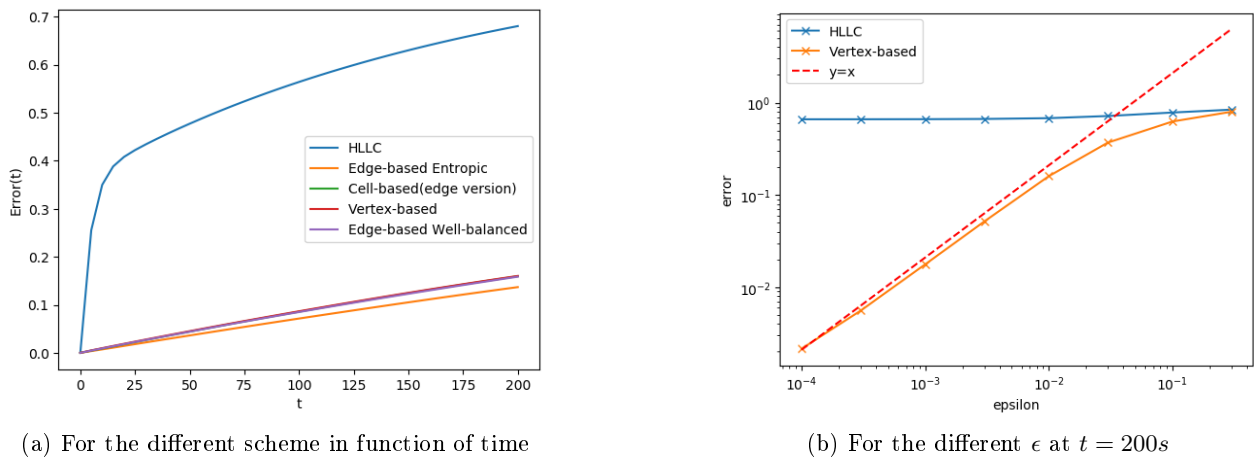 0.7
0.6
0.5
0.4
0.3
0.2
0.1
0.0
Error(t)
0 25 50 75 100 125 150 175 200
t
HLLC
Edge-based Entropic
Cell-based(edge version)
Vertex-based
Edge-based Well-balanced
(a) For the different scheme in function of time
HLLC
Vertex-based
y=x
10⁰
10⁻¹
10⁻²
error
10⁻⁴ 10⁻³ 10⁻² 10⁻¹
epsilon
(b) For the different ϵ at t = 200s